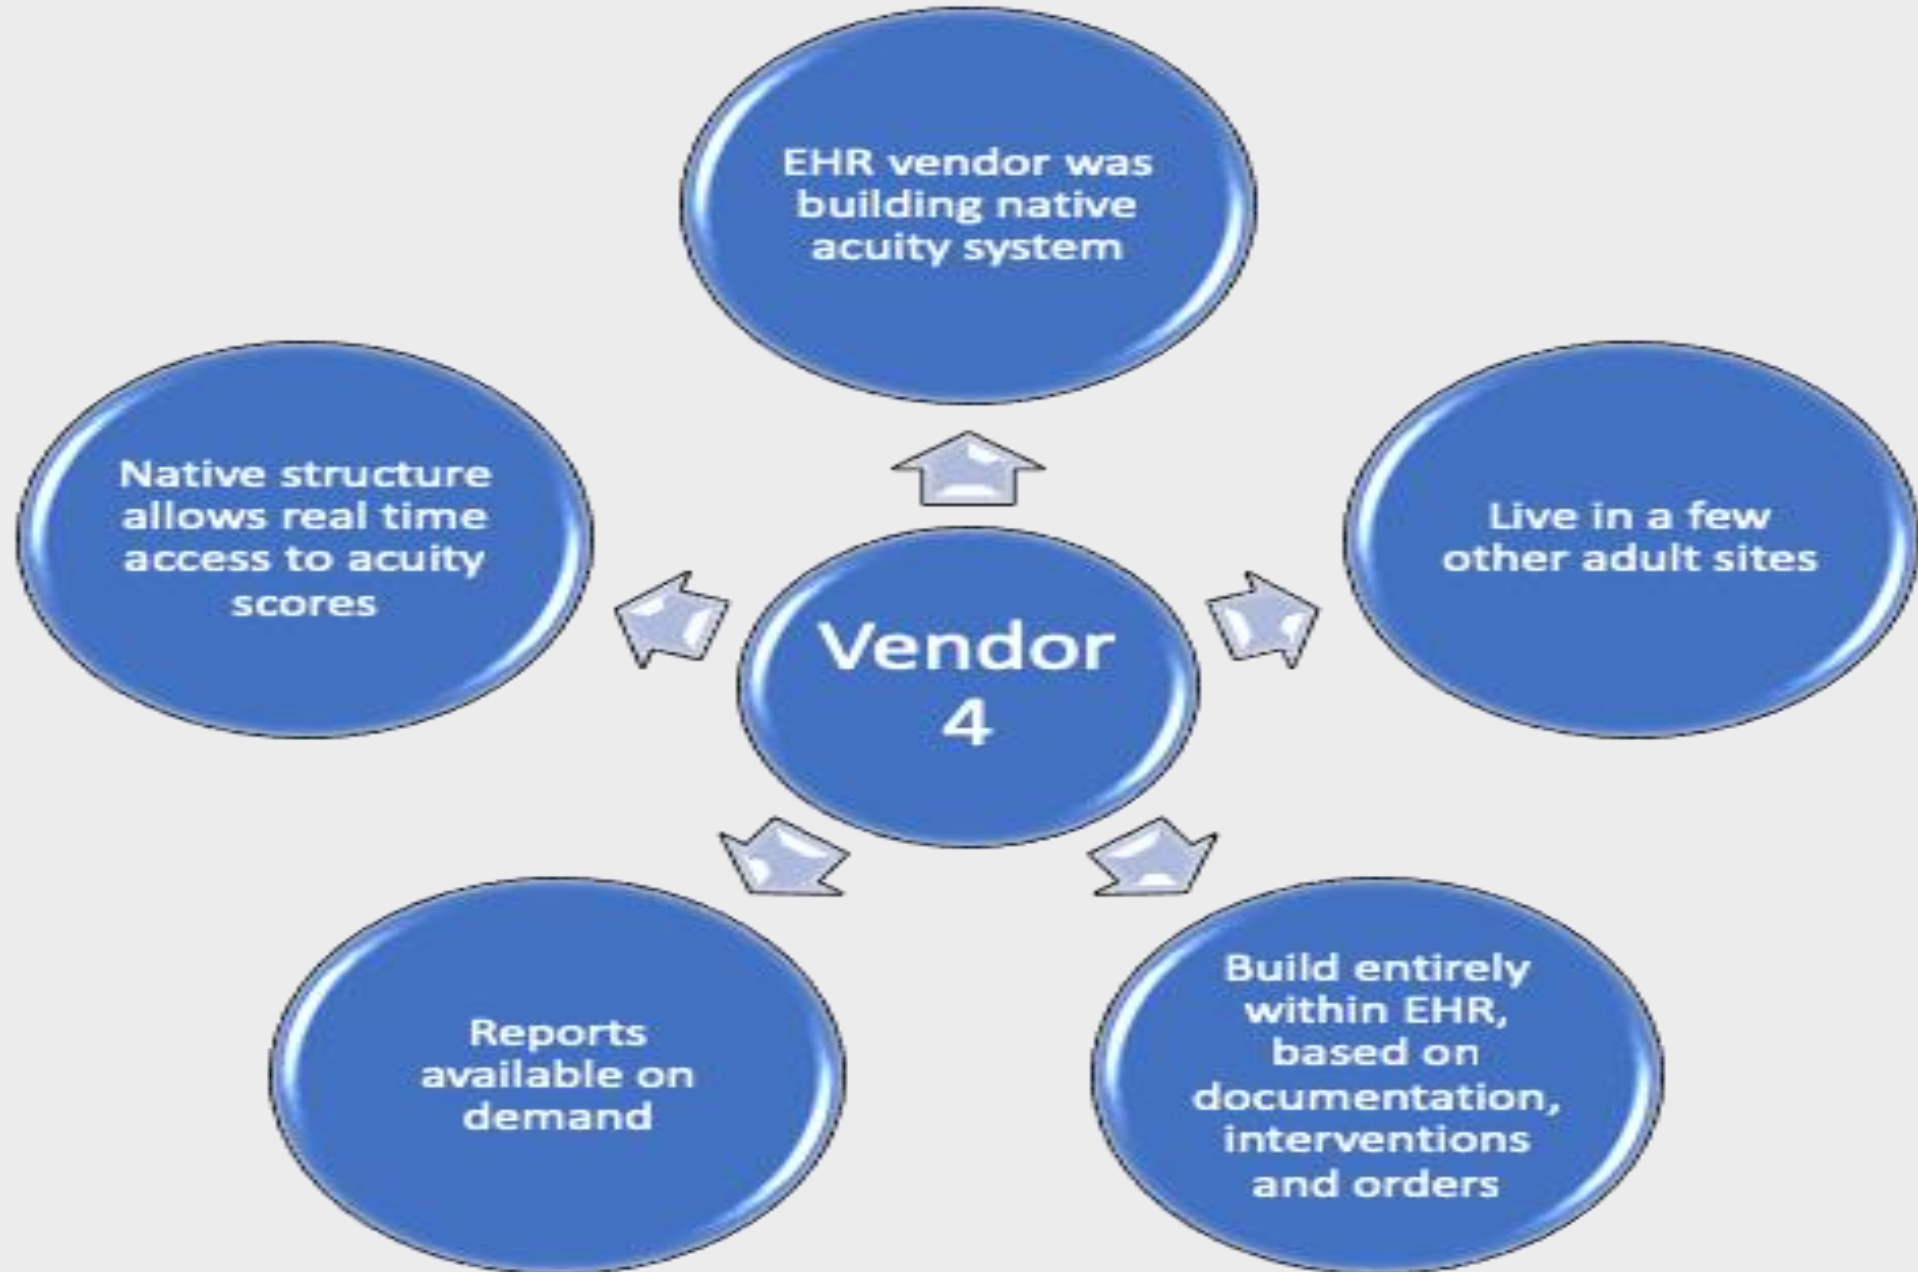 EHR vendor was
building native
acuity system
Native structure
allows real time
access to acuity
scores
Live in a few
other adult sites
Vendor
4
Reports
available on
demand
Build entirely
within EHR,
based on
documentation,
interventions
and orders